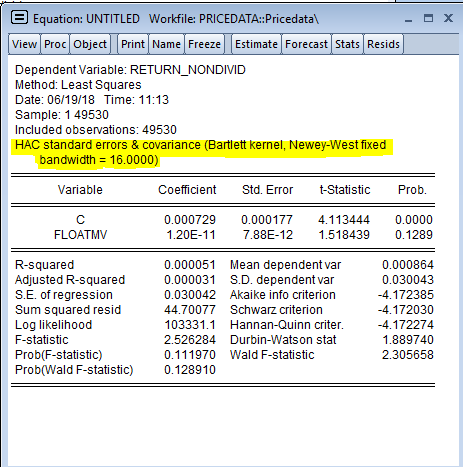 Equation: UNTITLED Workfile: PRICEDATA::Pricedata\
View Proc Object Print Name Freeze Estimate Forecast Stats Resids
Dependent Variable: RETURN_NONDIVID
Method: Least Squares
Date: 06/19/18 Time: 11:13
Sample: 1 49530
Included observations: 49530
HAC standard errors & covariance (Bartlett kernel, Newey-West fixed
bandwidth = 16.0000)
Variable Coefficient Std. Error t-Statistic Prob.
C 0.000729 0.000177 4.113444 0.0000
FLOATMV 1.20E-11 7.88E-12 1.518439 0.1289
R-squared 0.000051 Mean dependent var 0.000864
Adjusted R-squared 0.000031 S.D. dependent var 0.030043
S.E. of regression 0.030042 Akaike info criterion -4.172385
Sum squared resid 44.70077 Schwarz criterion -4.172030
Log likelihood 103331.1 Hannan-Quinn criter. -4.172274
F-statistic 2.526284 Durbin-Watson stat 1.889740
Prob(F-statistic) 0.111970 Wald F-statistic 2.305658
Prob(Wald F-statistic) 0.128910